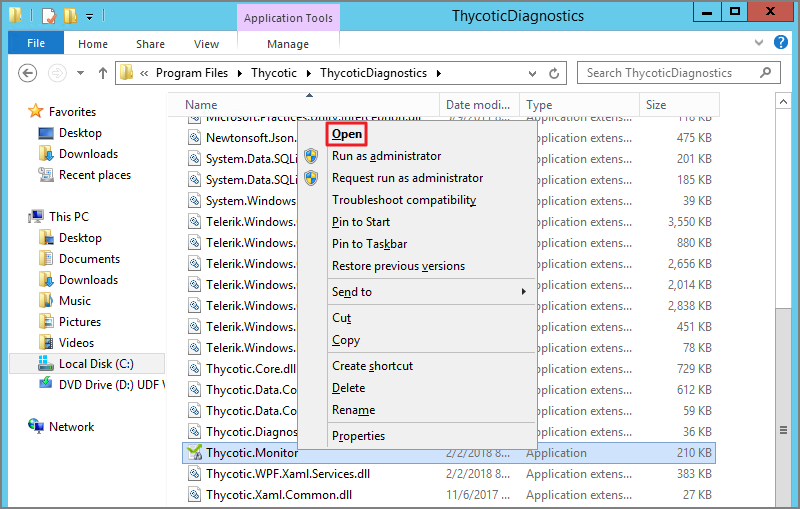 Application Tools
ThycoticDiagnostics
File
Home
Share
View
Manage
« Program Files
Thycotic
ThycoticDiagnostics
Search ThycoticDiagnostics
Favorites
Desktop
Downloads
Recent places
This PC
Desktop
Documents
Downloads
Music
Pictures
Videos
Local Disk (C:)
DVD Drive (D:) UDF
Network
Name Date modi... Type Size
Microsoft.Practices.Unity.Interception.dll 7/9/2017 Application extens... 118 KB
Newtonsoft.Json. Application extens... 475 KB
System.Data.SQLi Application extens... 201 KB
System.Data.SQLi Application extens... 185 KB
System.Windows Application extens... 39 KB
Telerik.Windows. Application extens... 3,550 KB
Telerik.Windows. Application extens... 880 KB
Telerik.Windows. Application extens... 2,656 KB
Telerik.Windows. Application extens... 2,014 KB
Telerik.Windows. Application extens... 2,838 KB
Telerik.Windows. Application extens... 451 KB
Telerik.Windows. Application extens... 78 KB
Thycotic.Core.dll Application extens... 729 KB
Thycotic.Data.Co Application extens... 612 KB
Thycotic.Data.Co Application extens... 59 KB
Thycotic.Diagnos Application extens... 36 KB
Thycotic.Monitor 2/2/2018 8... Application 210 KB
Thycotic.WPF.Xaml.Services.dll 2/2/2018 8... Application extens... 383 KB
Thycotic.Xaml.Common.dll 11/6/2017 ... Application extens... 27 KB
Open
Run as administrator
Request run as administrator
Troubleshoot compatibility
Pin to Start
Pin to Taskbar
Restore previous versions
Send to
Cut
Copy
Create shortcut
Delete
Rename
Properties